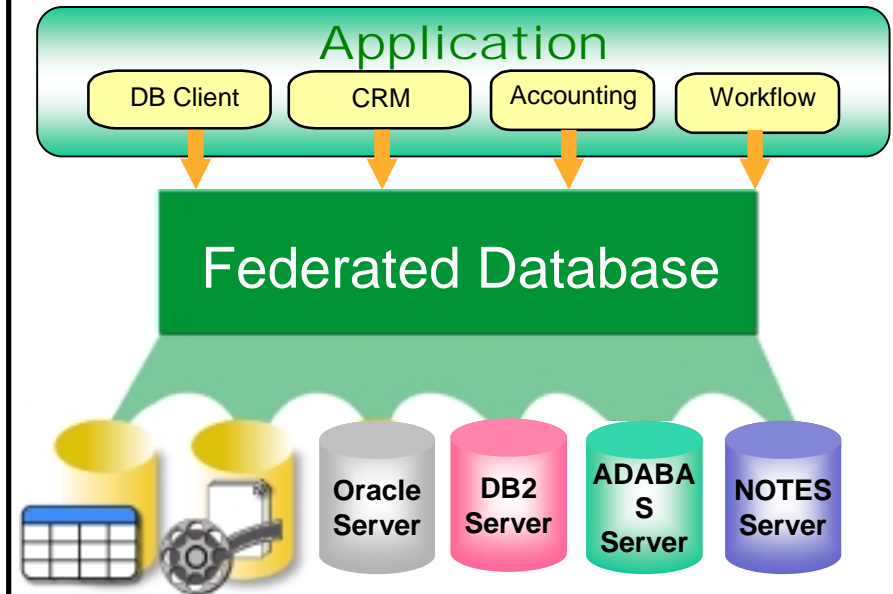 Application
DB Client
CRM
Accounting
Workflow
Federated Database
Oracle
Server
DB2
Server
ADABA
S
Server
NOTES
Server